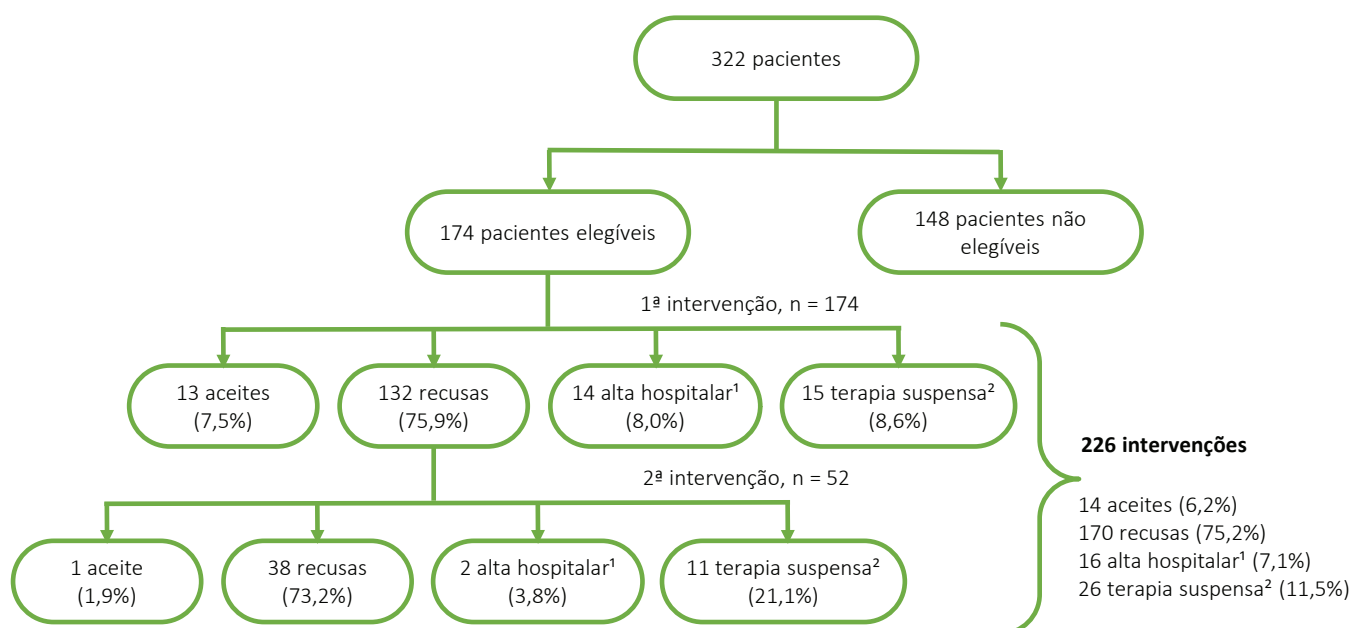 322 pacientes
174 pacientes elegíveis
148 pacientes não
elegíveis
1ª intervenção, n = 174
13 aceites
(7,5%)
132 recusas
(75,9%)
14 alta hospitalar¹
(8,0%)
15 terapia suspensa²
(8,6%)
2ª intervenção, n = 52
1 aceite
(1,9%)
38 recusas
(73,2%)
2 alta hospitalar¹
(3,8%)
11 terapia suspensa²
(21,1%)
226 intervenções
14 aceites (6,2%)
170 recusas (75,2%)
16 alta hospitalar¹ (7,1%)
26 terapia suspensa² (11,5%)